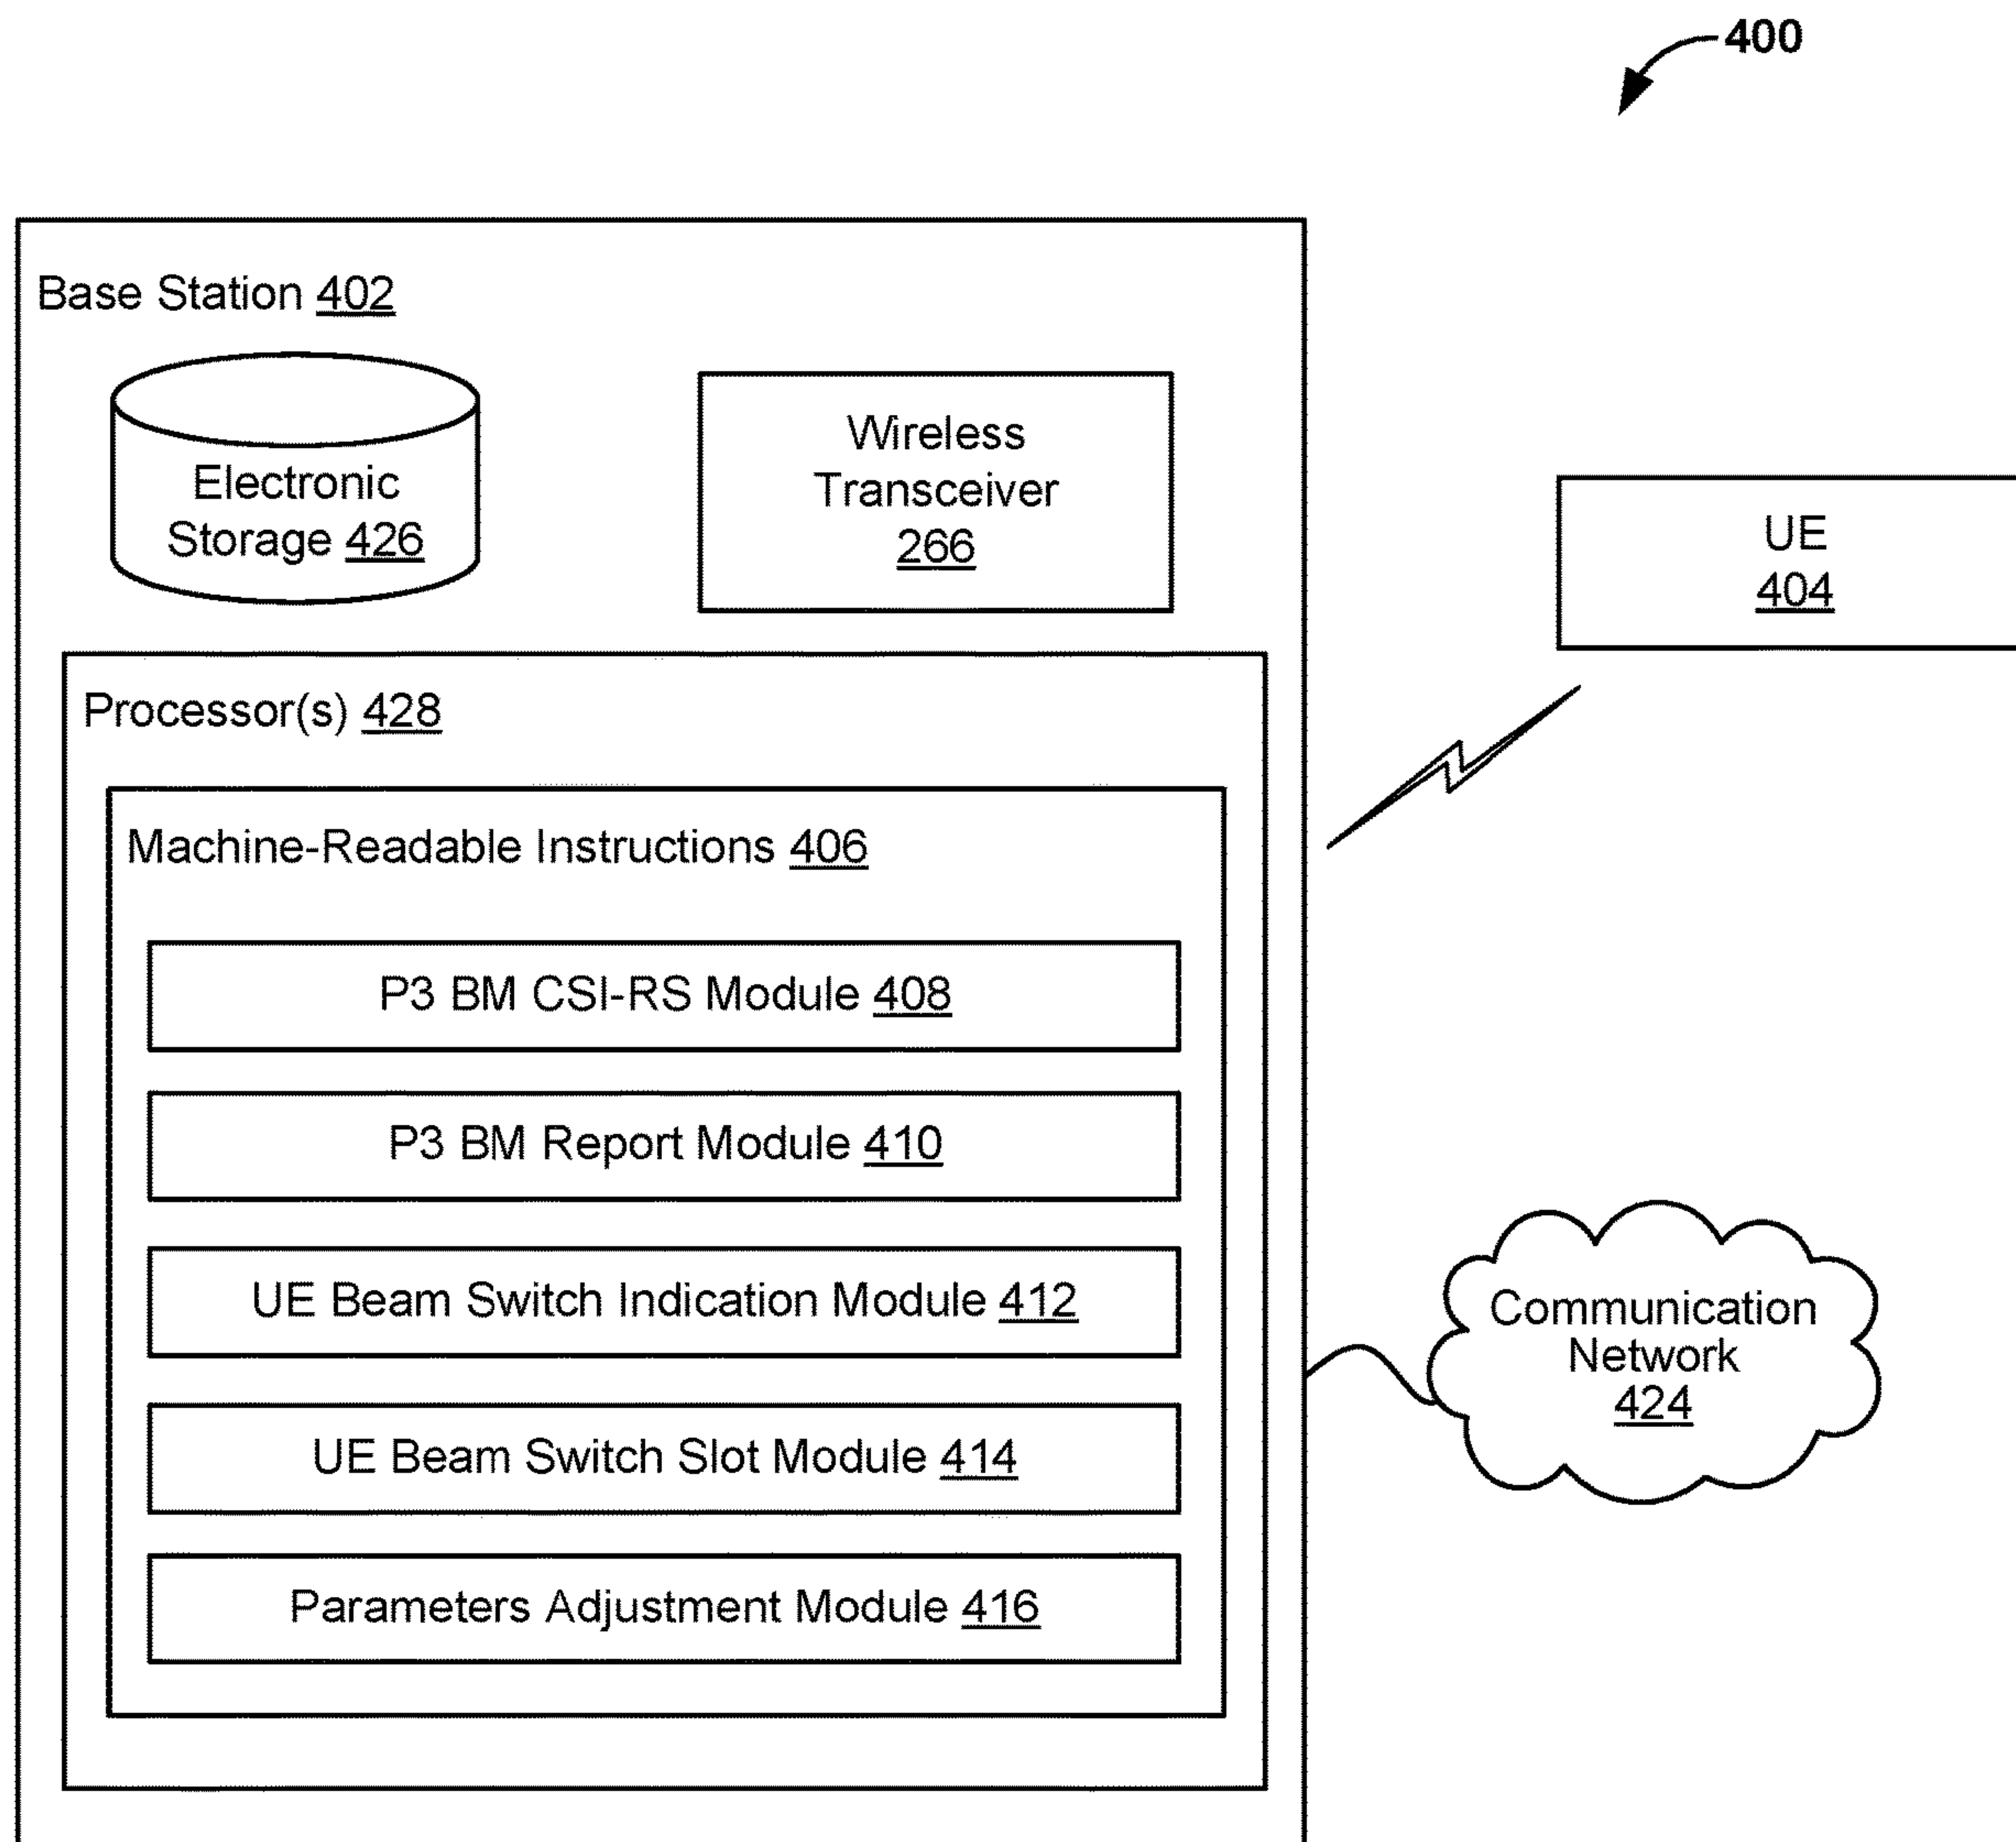 400
Base Station 402
Electronic
Storage 426
Wireless
Transceiver
266
UE
404
Processor(s) 428
Machine-Readable Instructions 406
P3 BM CSI-RS Module 408
P3 BM Report Module 410
UE Beam Switch Indication Module 412
UE Beam Switch Slot Module 414
Parameters Adjustment Module 416
Communication
Network
424